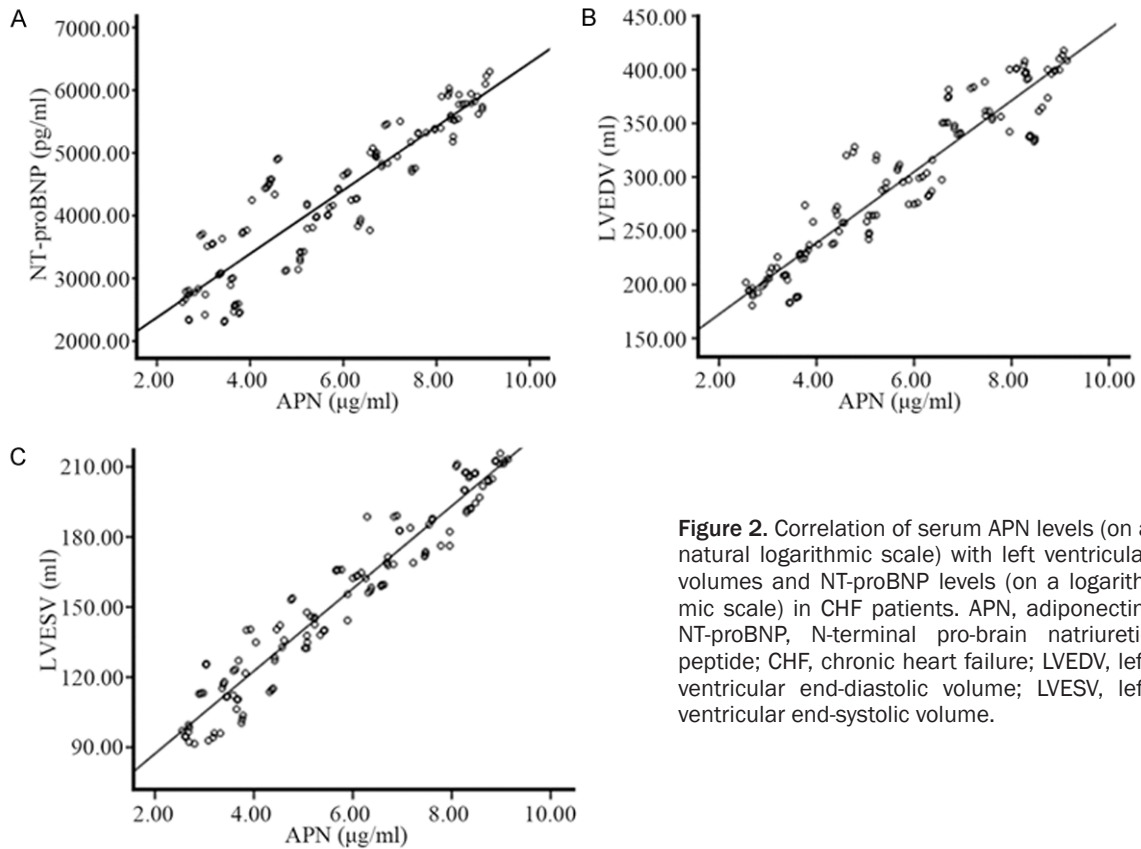 A
7000.00
6000.00
5000.00
4000.00
3000.00
2000.00
NT-proBNP (pg/ml)
2.00 4.00 6.00 8.00 10.00
APN (μg/ml)
B
450.00
400.00
350.00
300.00
250.00
200.00
150.00
LVEDV (ml)
2.00 4.00 6.00 8.00 10.00
APN (μg/ml)
C
210.00
180.00
150.00
120.00
90.00
LVESV (ml)
2.00 4.00 6.00 8.00 10.00
APN (μg/ml)
Figure 2. Correlation of serum APN levels (on a
natural logarithmic scale) with left ventricula
volumes and NT-proBNP levels (on a logarith
mic scale) in CHF patients. APN, adiponectin
NT-proBNP, N-terminal pro-brain natriureti
peptide; CHF, chronic heart failure; LVEDV, lef
ventricular end-diastolic volume; LVESV, lef
ventricular end-systolic volume.